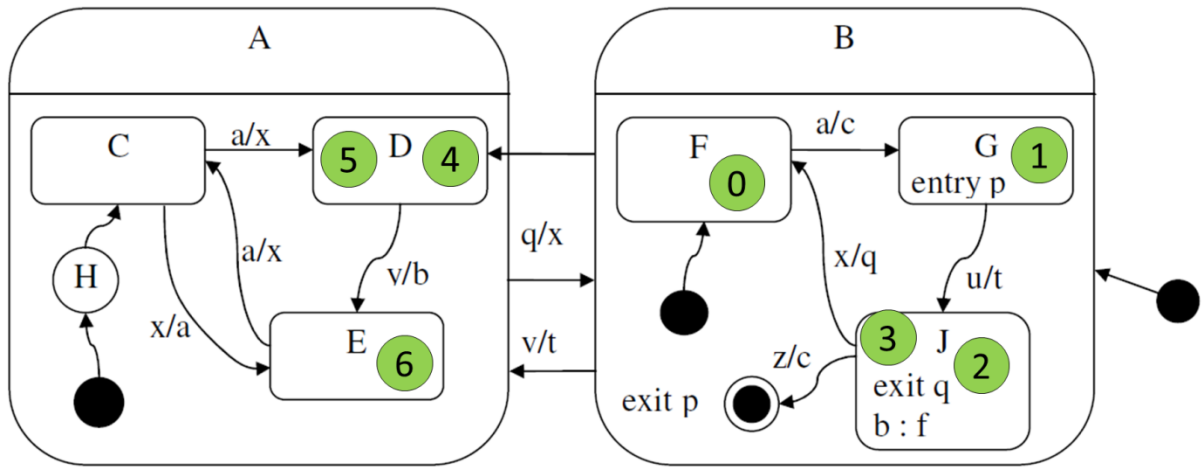 A
B
C
a/x
5
D
4
F
0
a/c
G
1
entry p
H
a/x
v/b
q/x
x/q
u/t
x/a
E
6
v/t
z/c
3
J
2
exit p
exit q
b : f